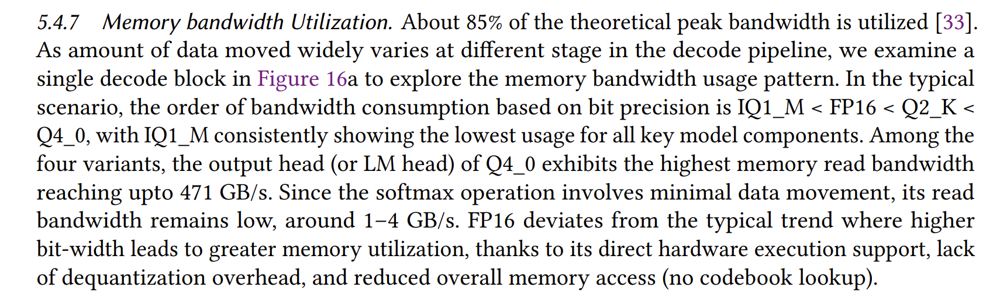 5.4.7 Memory bandwidth Utilization. About 85% of the theoretical peak bandwidth is utilized [33].
As amount of data moved widely varies at different stage in the decode pipeline, we examine a
single decode block in Figure 16a to explore the memory bandwidth usage pattern. In the typical
scenario, the order of bandwidth consumption based on bit precision is IQ1_M < FP16 < Q2_K <
Q4_0, with IQ1_M consistently showing the lowest usage for all key model components. Among the
four variants, the output head (or LM head) of Q4_0 exhibits the highest memory read bandwidth
reaching upto 471 GB/s. Since the softmax operation involves minimal data movement, its read
bandwidth remains low, around 1–4 GB/s. FP16 deviates from the typical trend where higher
bit-width leads to greater memory utilization, thanks to its direct hardware execution support, lack
of dequantization overhead, and reduced overall memory access (no codebook lookup).